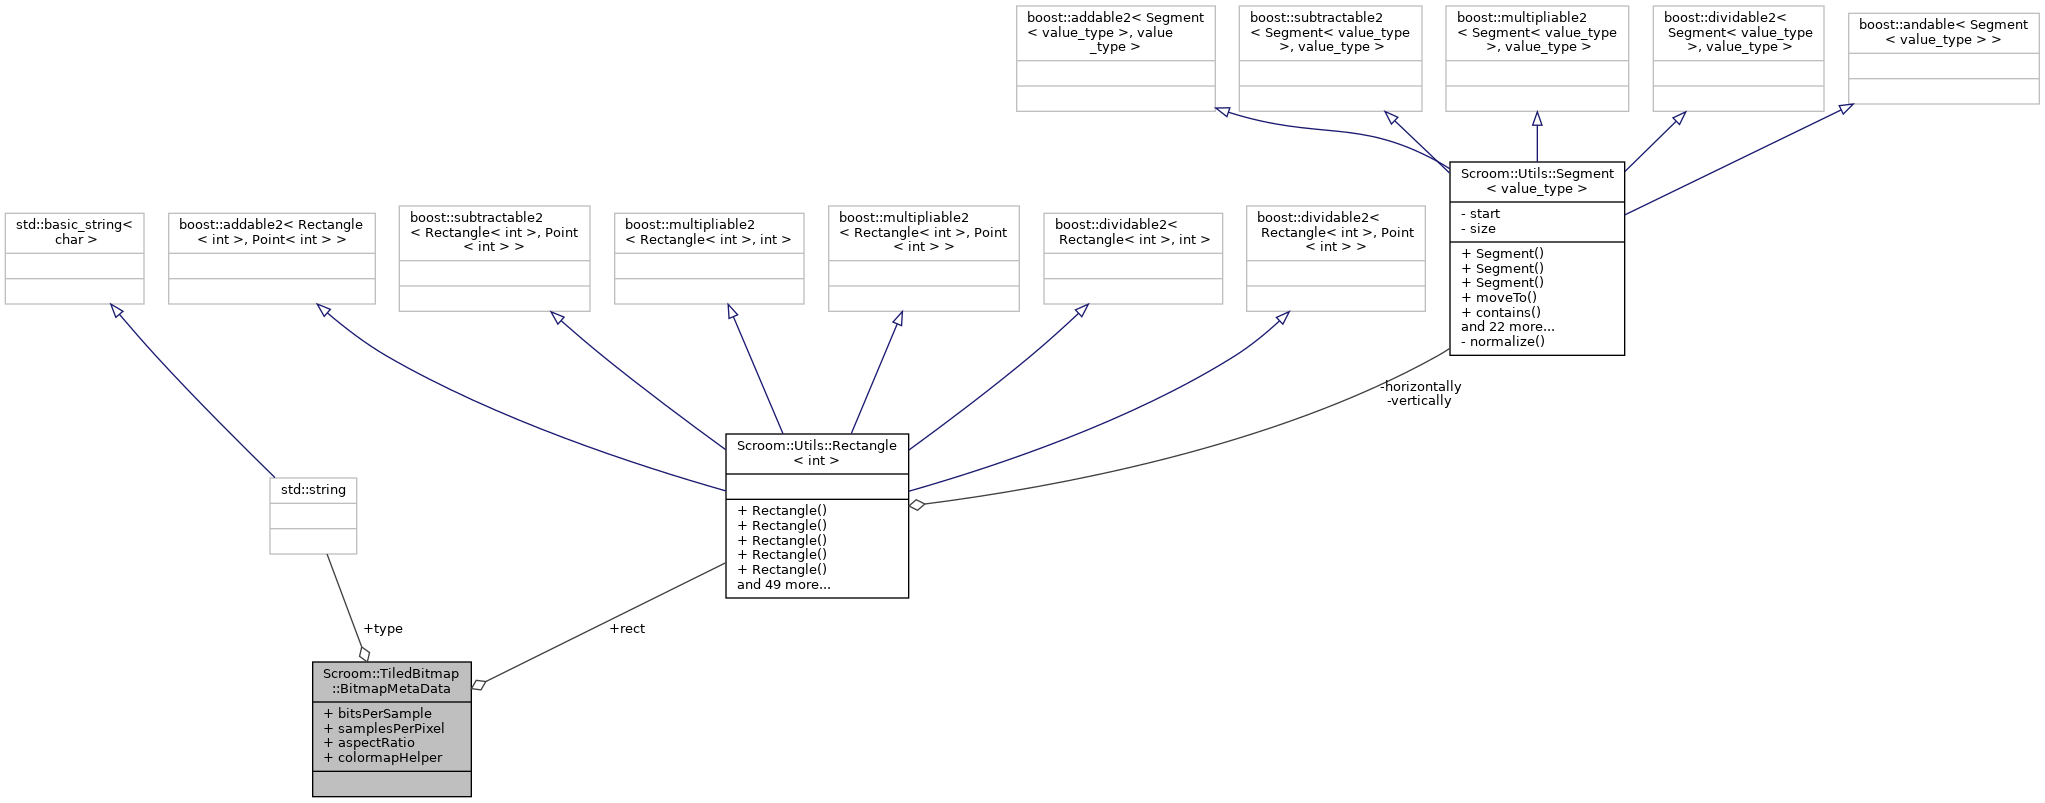 boost::addable2< Segment
< value_type >, value
_type >
boost::subtractable2
< Segment< value_type
>, value_type >
boost::multipliable2
< Segment< value_type
>, value_type >
boost::dividable2<
Segment< value_type
>, value_type >
boost::andable< Segment
< value_type > >
Scroom::Utils::Segment
< value_type >
- start
- size
+ Segment()
+ Segment()
+ Segment()
+ moveTo()
+ contains()
and 22 more...
- normalize()
std::basic_string<
char >
boost::addable2< Rectangle
< int >, Point< int > >
boost::subtractable2
< Rectangle< int >, Point
< int > >
boost::multipliable2
< Rectangle< int >, int >
boost::multipliable2
< Rectangle< int >, Point
< int > >
boost::dividable2<
Rectangle< int >, int >
boost::dividable2<
Rectangle< int >, Point
< int > >
-horizontally
-vertically
Scroom::Utils::Rectangle
< int >
+ Rectangle()
+ Rectangle()
+ Rectangle()
+ Rectangle()
+ Rectangle()
and 49 more...
std::string
+type
+rect
Scroom::TiledBitmap
::BitmapMetaData
+ bitsPerSample
+ samplesPerPixel
+ aspectRatio
+ colormapHelper